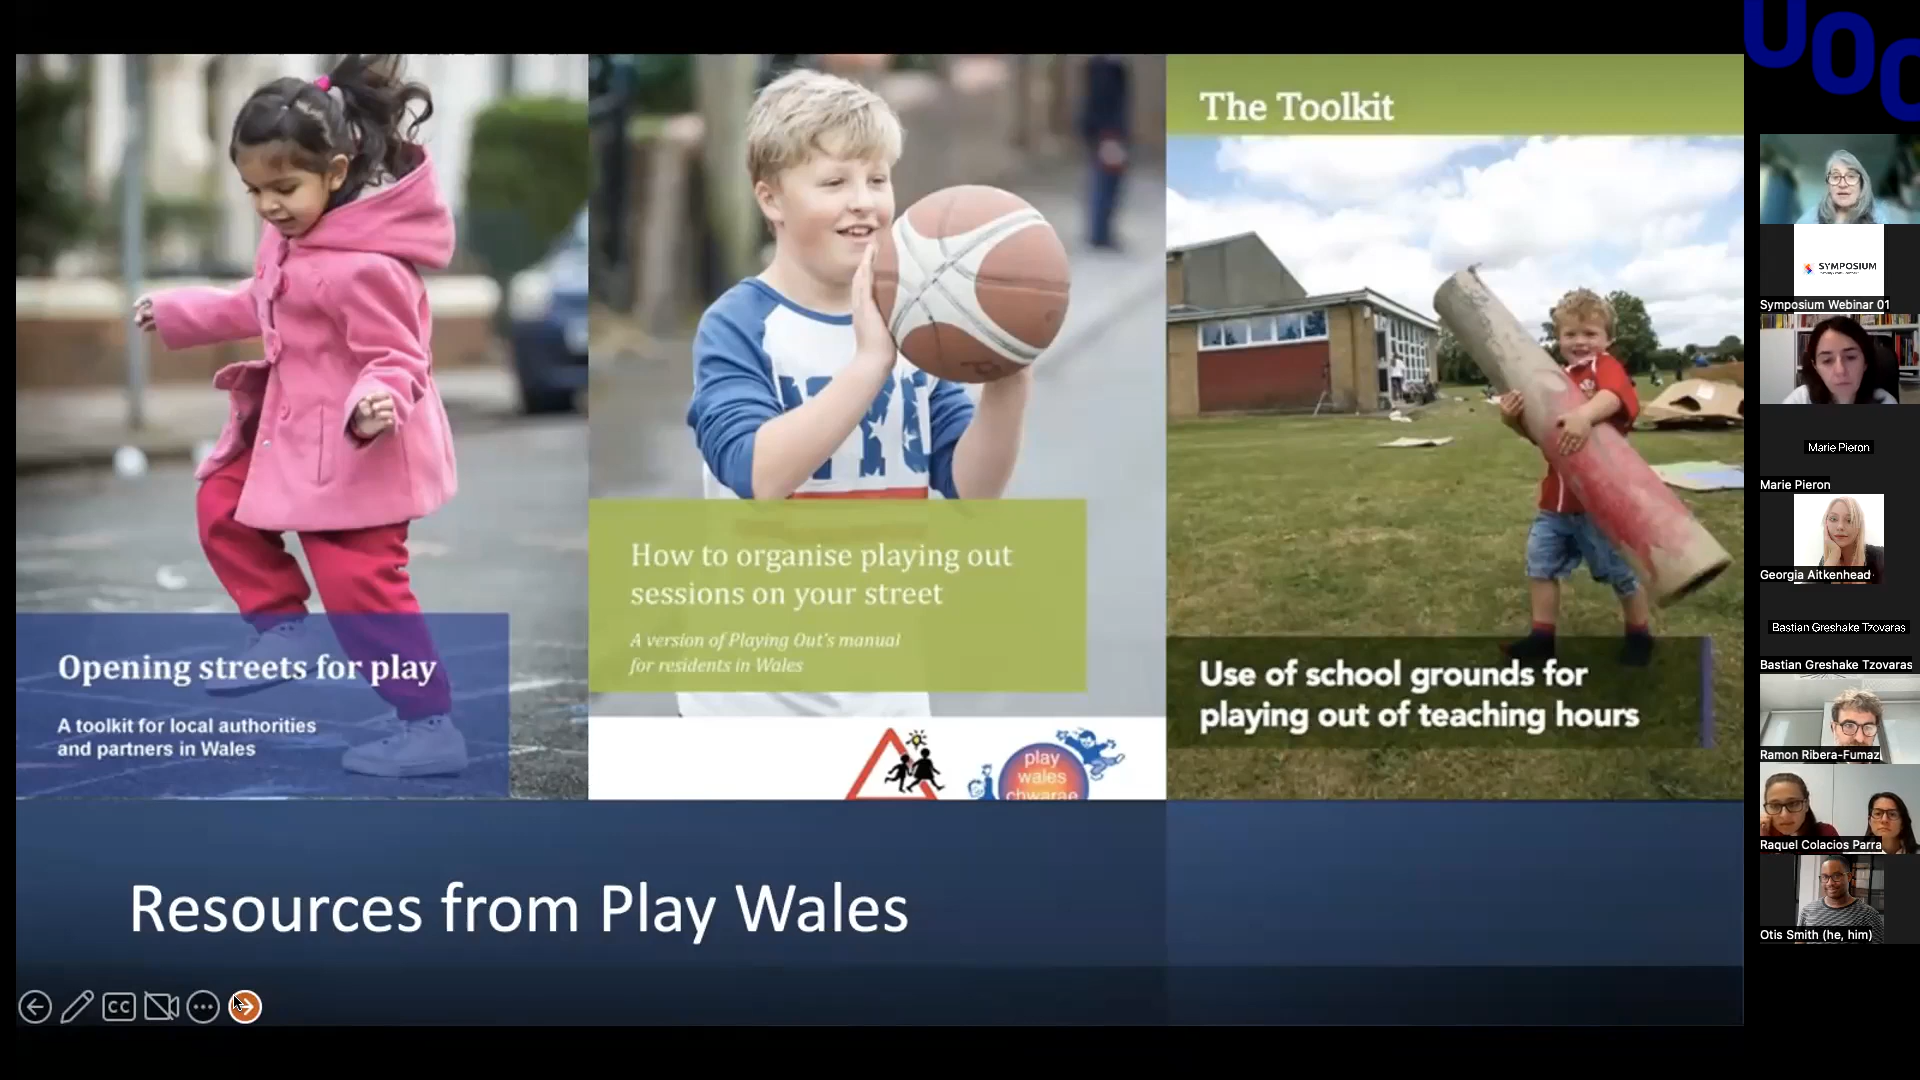 UOC
The Toolkit
Opening streets for play
A toolkit for local authorities
and partners in Wales
How to organise playing out
sessions on your street
A version of Playing Out's manual
for residents in Wales
play
wales
chwarae
Use of school grounds for
playing out of teaching hours
Resources from Play Wales
CC
SYMPOSIUM
Symposium Webinar 01
Marie Pieron
Marie Pieron
Georgia Aitkenhead
Bastian Greshake Tzovaras
Bastian Greshake Tzovaras
Ramon Ribera-Fumaz
Raquel Colacios Parra
Otis Smith (he, him)